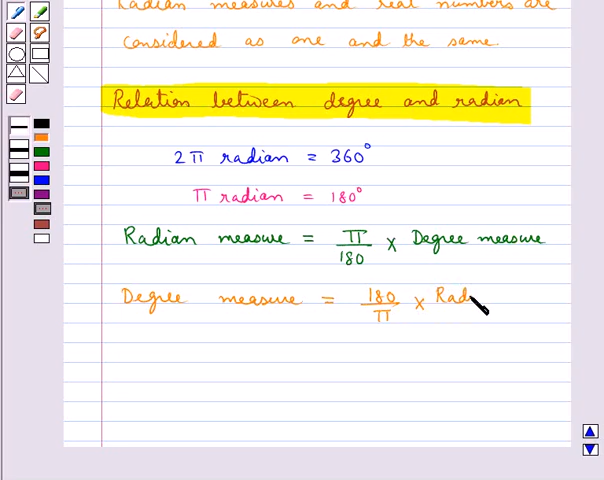 Radian measures and real numbers are
considered as one and the same.
Relation between degree and radian
2π radian = 360°
π radian = 180°
Radian measure = π/180 × Degree measure
Degree measure = 180/π × Rad